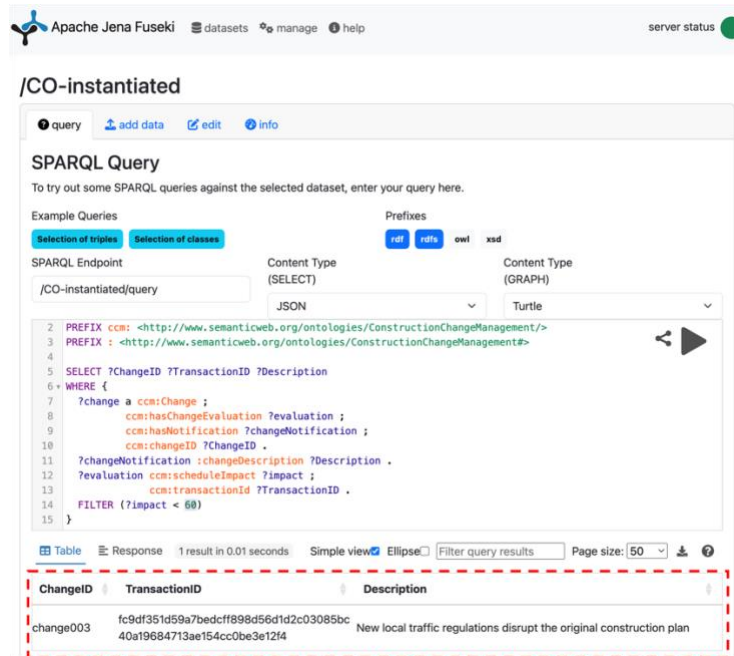 Apache Jena Fuseki datasets manage help server status
/CO-instantiated
query add data edit info
SPARQL Query
To try out some SPARQL queries against the selected dataset, enter your query here.
Example Queries Prefixes
Selection of triples Selection of classes rdf rdfs owl xsd
SPARQL Endpoint Content Type Content Type
(SELECT) (GRAPH)
/CO-instantiated/query JSON Turtle
2 PREFIX ccm: <http://www.semanticweb.org/ontologies/ConstructionChangeManagement/>
3 PREFIX : <http://www.semanticweb.org/ontologies/ConstructionChangeManagement#>
4
5 SELECT ?ChangeID ?TransactionID ?Description
6 WHERE {
7 ?change a ccm:Change ;
8 ccm:hasChangeEvaluation ?evaluation ;
9 ccm:hasNotification ?changeNotification ;
10 ccm:changeID ?ChangeID .
11 ?changeNotification :changeDescription ?Description .
12 ?evaluation ccm:scheduleImpact ?impact ;
13 ccm:transactionId ?TransactionID .
14 FILTER (?impact < 60)
15 }
Table Response 1 result in 0.01 seconds Simple view Ellipse Filter query results Page size: 50
ChangeID TransactionID Description
change003 fc9df351d59a7bedcff898d56d1d2c03085bc New local traffic regulations disrupt the original construction plan
40a19684713ae154cc0be3e12f4